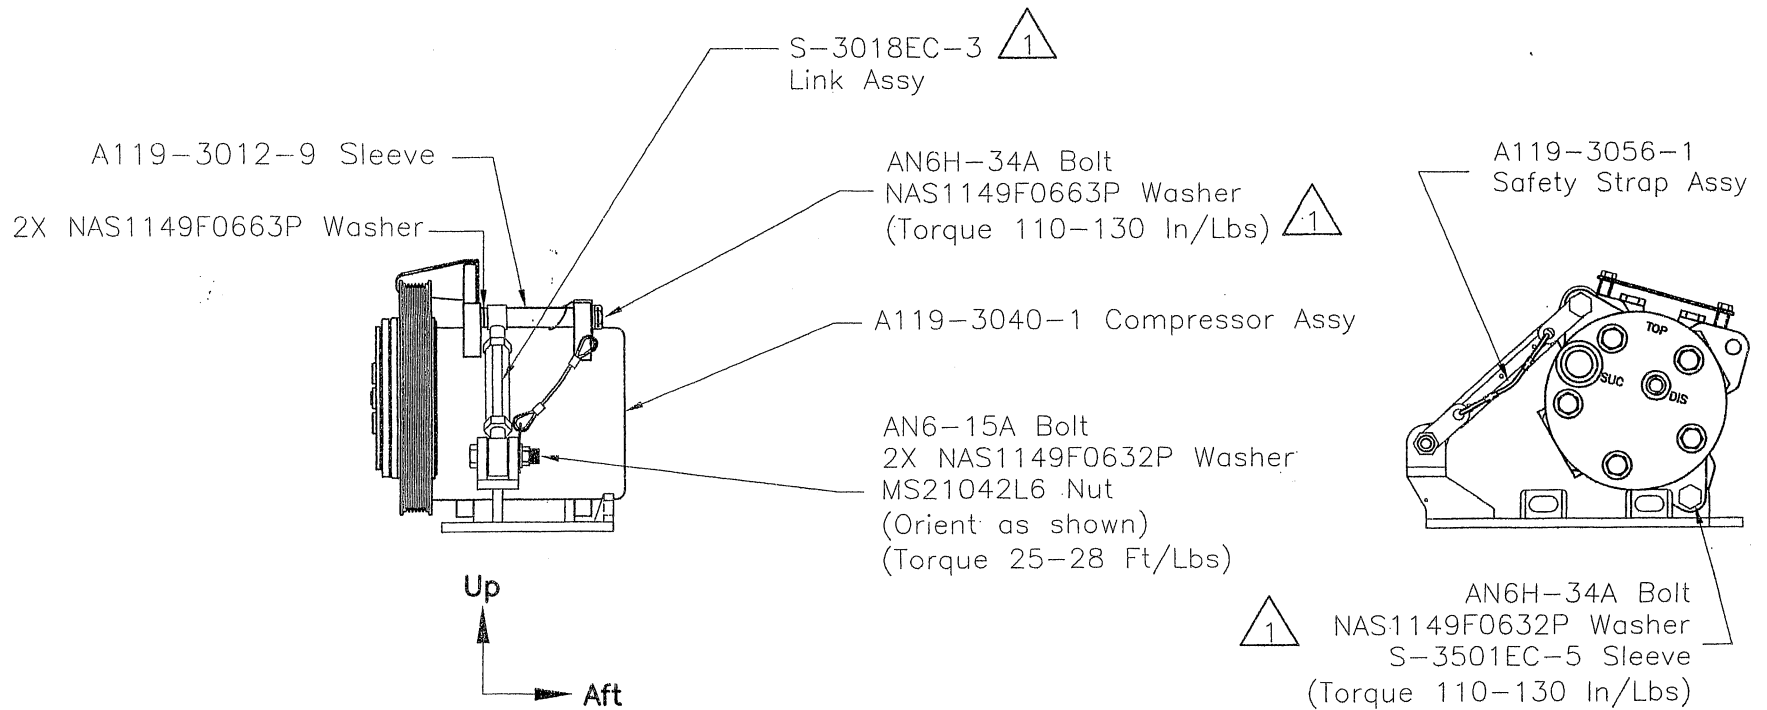 S-3018EC-3 1
Link Assy
A119-3012-9 Sleeve
2X NAS1149F0663P Washer
AN6H-34A Bolt
NAS1149F0663P Washer
(Torque 110-130 In/Lbs) 1
A119-3040-1 Compressor Assy
AN6-15A Bolt
2X NAS1149F0632P Washer
MS21042L6 Nut
(Orient as shown)
(Torque 25-28 Ft/Lbs)
Up
Aft
A119-3056-1
Safety Strap Assy
TOP
SUC
DIS
AN6H-34A Bolt
1 NAS1149F0632P Washer
S-3501EC-5 Sleeve
(Torque 110-130 In/Lbs)